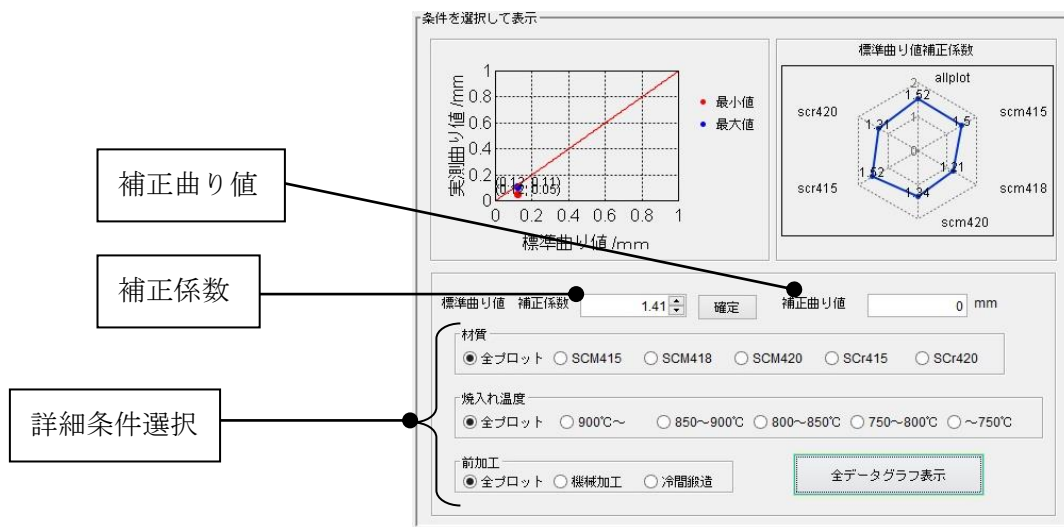 条件を選択して表示
標準曲り値補正係数
実測曲り値/mm
1
0.8
0.6
0.4
0.2
0
0 0.2 0.4 0.6 0.8 1
標準曲り値/mm
最小値
最大値
allplot
scm415
scm418
scm420
scr415
scr420
2
1
0
1.52
1.5
1.21
1.34
1.52
1.31
補正曲り値
補正係数
詳細条件選択
標準曲り値 補正係数 1.41 確定 補正曲り値 0 mm
材質
全プロット SCM415 SCM418 SCM420 SCr415 SCr420
焼入れ温度
全プロット 900℃～ 850～900℃ 800～850℃ 750～800℃ ～750℃
前加工
全プロット 機械加工 冷間鍛造
全データグラフ表示